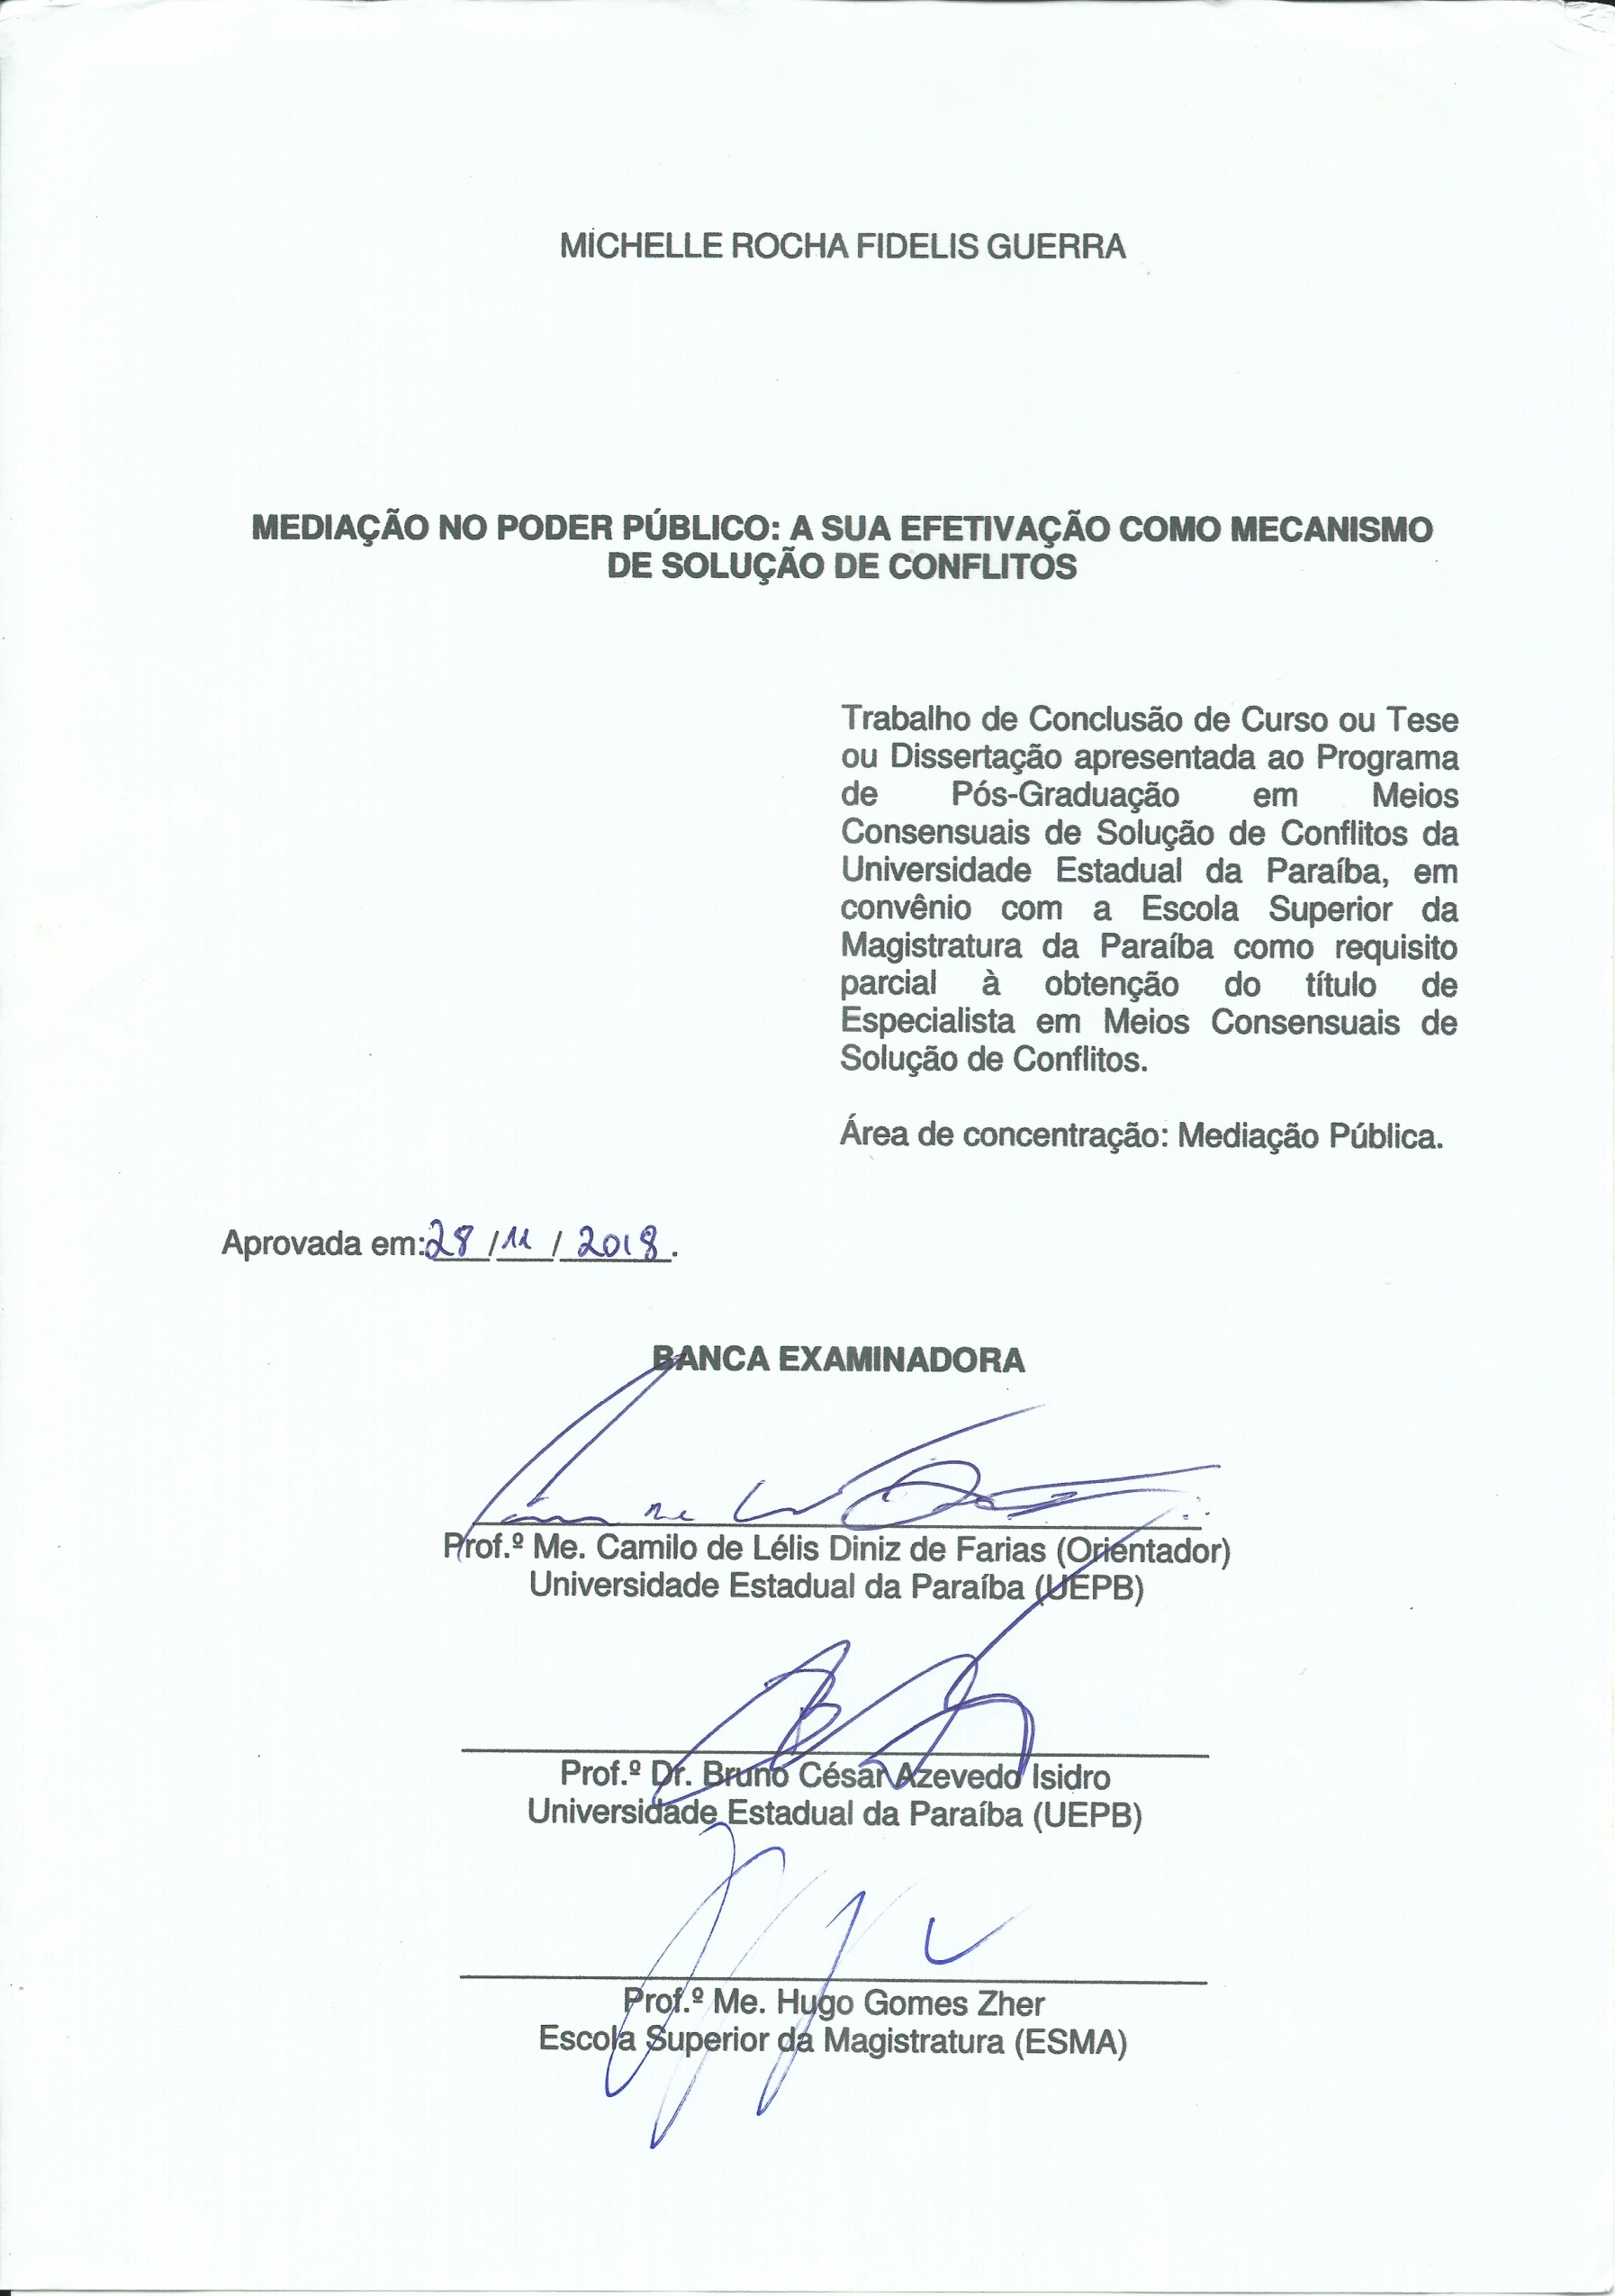 MICHELLE ROCHA FIDELIS GUERRA
MEDIAÇÃO NO PODER PÚBLICO: A SUA EFETIVAÇÃO COMO MECANISMO
DE SOLUÇÃO DE CONFLITOS
Trabalho de Conclusão de Curso ou Tese
ou Dissertação apresentada ao Programa
de Pós-Graduação em Meios
Consensuais de Solução de Conflitos da
Universidade Estadual da Paraíba, em
convênio com a Escola Superior da
Magistratura da Paraíba como requisito
parcial à obtenção do título de
Especialista em Meios Consensuais de
Solução de Conflitos.
Área de concentração: Mediação Pública.
Aprovada em: 28 / 11 / 2018.
BANCA EXAMINADORA
Prof.º Me. Camilo de Lélis Diniz de Farias (Orientador)
Universidade Estadual da Paraíba (UEPB)
Prof.º Dr. Bruno César Azevedo Isidro
Universidade Estadual da Paraíba (UEPB)
Prof.º Me. Hugo Gomes Zher
Escola Superior da Magistratura (ESMA)